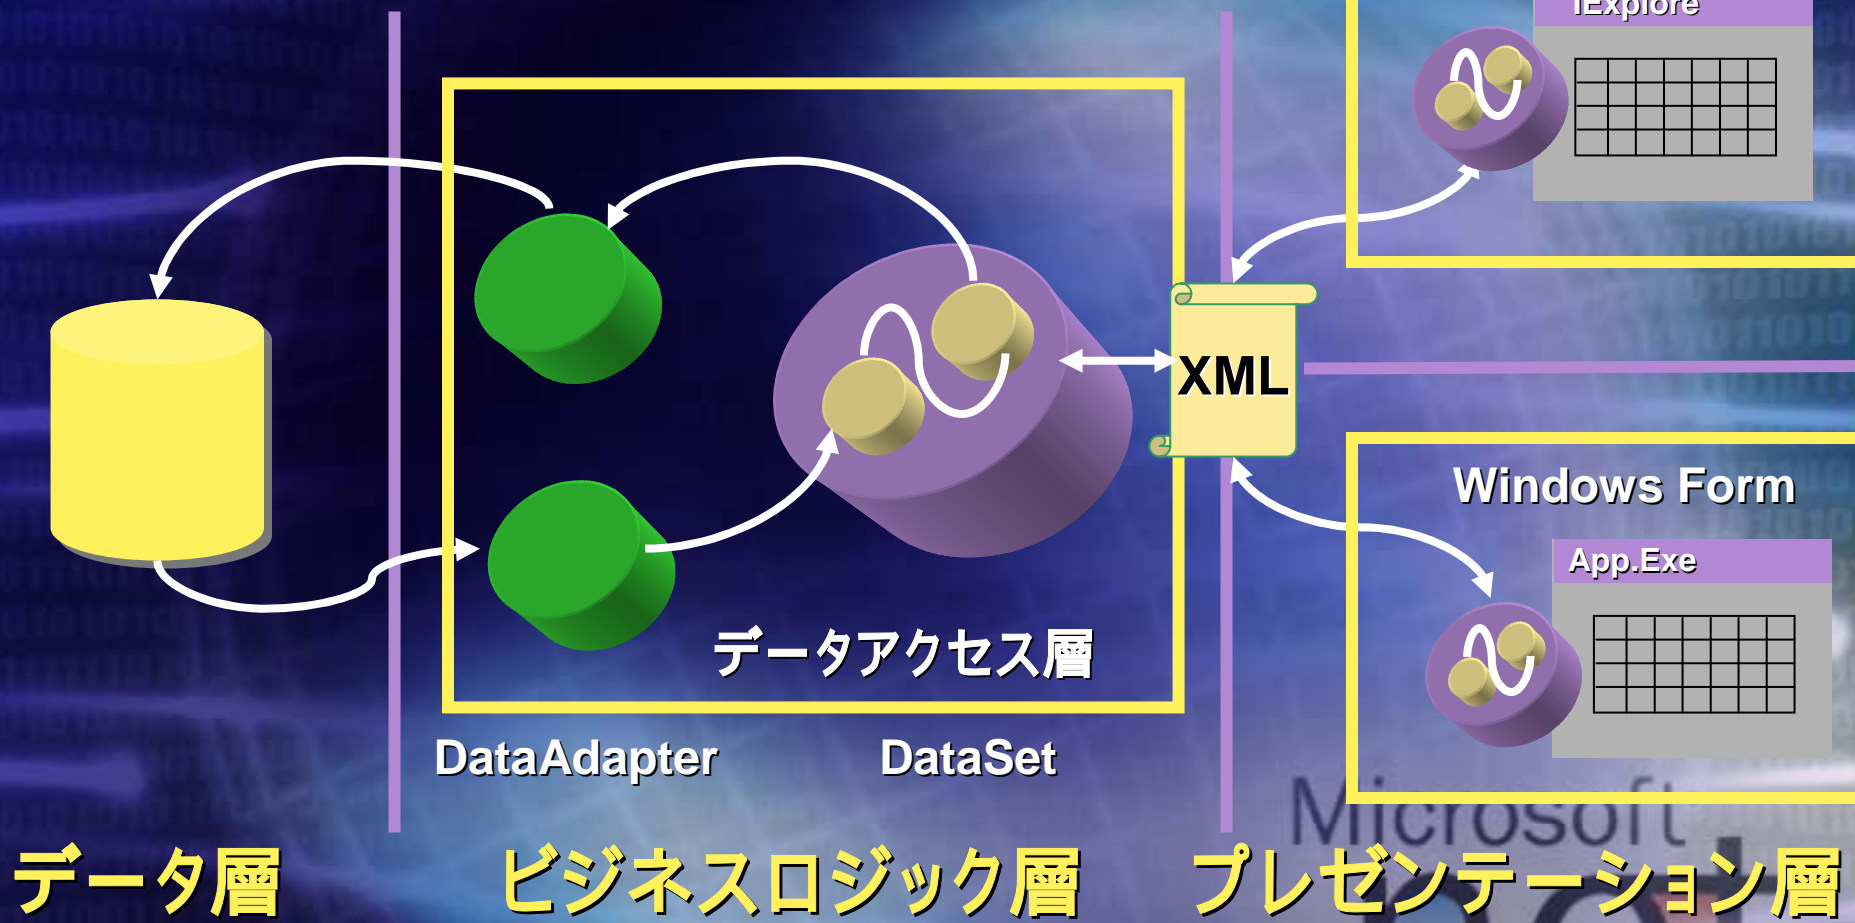 IExplore
XML
Windows Form
App.Exe
データアクセス層
DataAdapter
DataSet
Microsoft
データ層
ビジネスロジック層
プレゼンテーション層